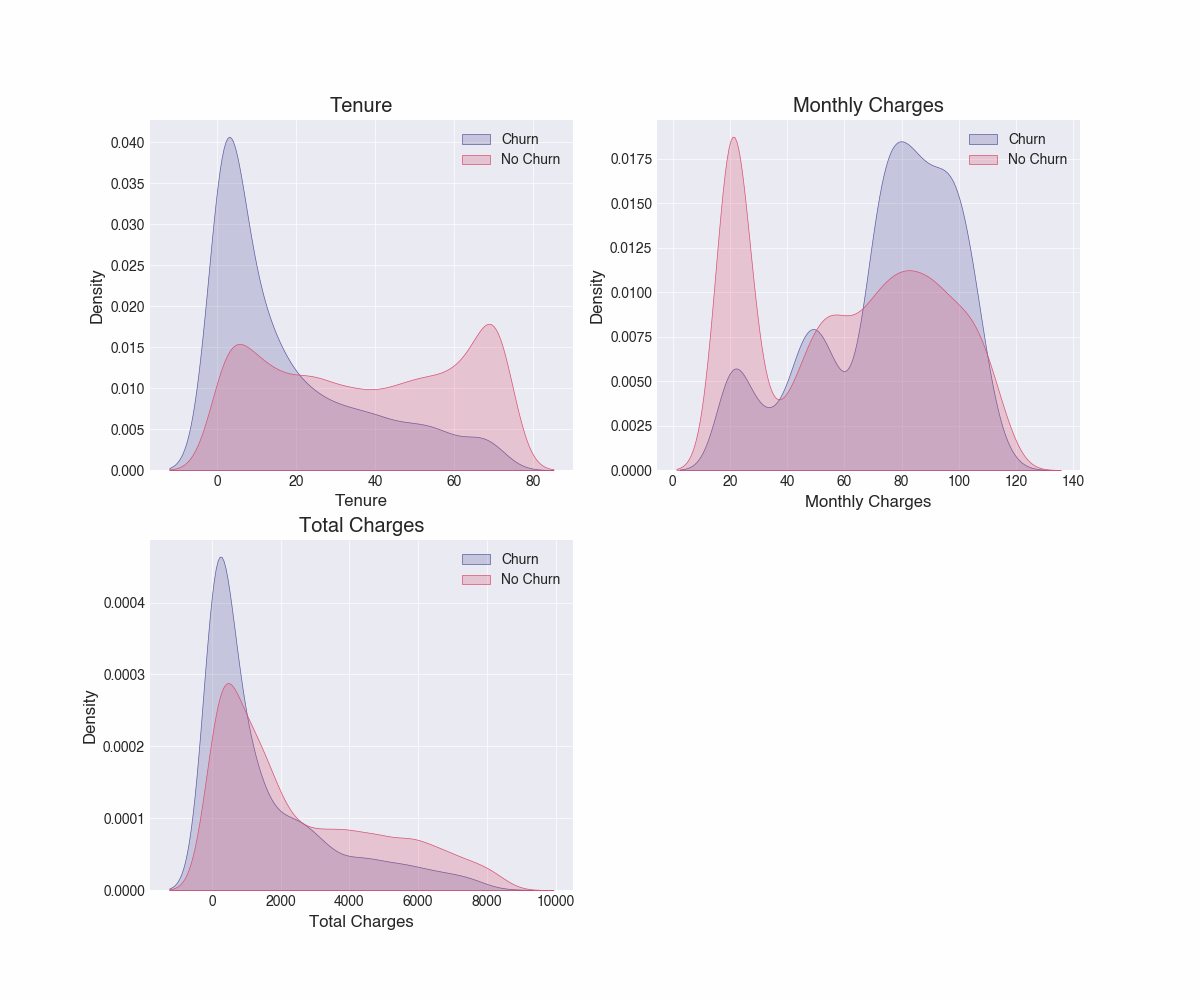 Tenure
Churn
No Churn
0.040
0.035
0.030
0.025
0.020
0.015
0.010
0.005
0.000
Density
0 20 40 60 80
Tenure
Monthly Charges
Churn
No Churn
0.0175
0.0150
0.0125
0.0100
0.0075
0.0050
0.0025
0.0000
Density
0 20 40 60 80 100 120 140
Monthly Charges
Total Charges
Churn
No Churn
0.0004
0.0003
0.0002
0.0001
0.0000
Density
0 2000 4000 6000 8000 10000
Total Charges